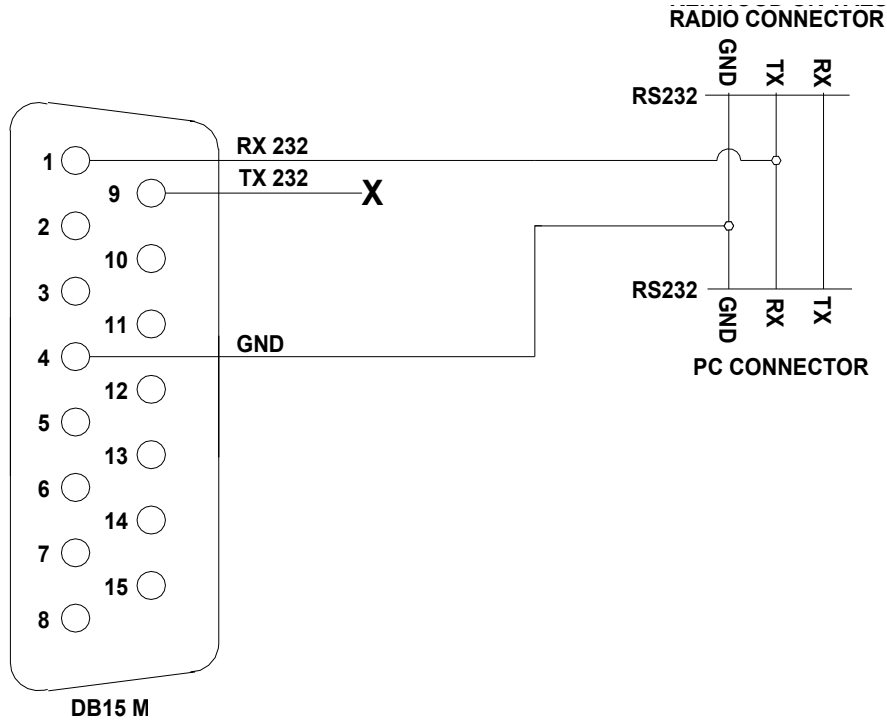 RADIO CONNECTOR
GND TX RX
RS232
1 RX 232
9 TX 232 X
2
10
3
RS232
11
GND RX TX
4 GND
PC CONNECTOR
12
5
13
6
14
7
15
8
DB15 M